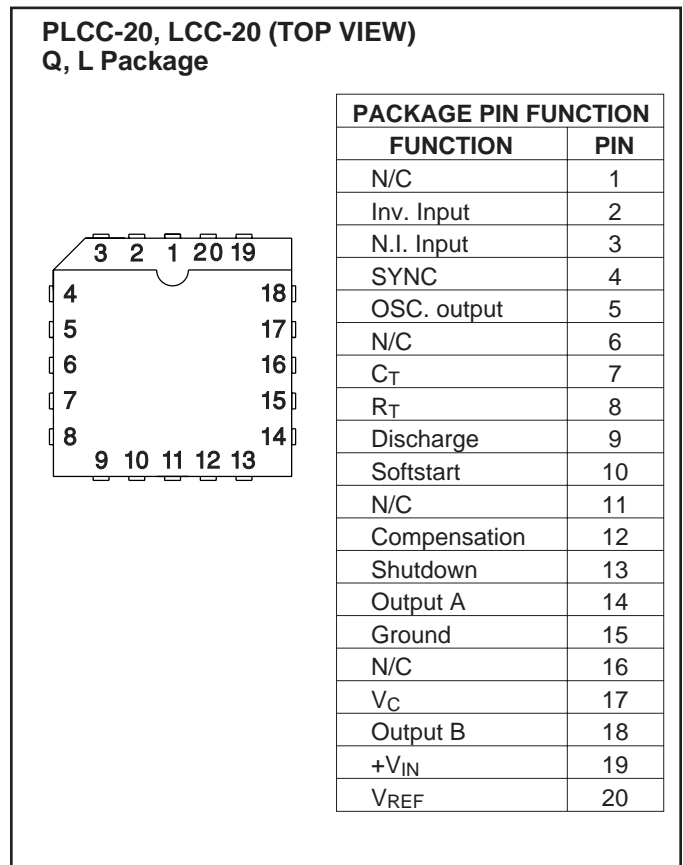 PLCC-20, LCC-20 (TOP VIEW)
Q, L Package
3 2 1 20 19
4 18
5 17
6 16
7 15
8 14
9 10 11 12 13
PACKAGE PIN FUNCTION
FUNCTION PIN
N/C 1
Inv. Input 2
N.I. Input 3
SYNC 4
OSC. output 5
N/C 6
CT 7
RT 8
Discharge 9
Softstart 10
N/C 11
Compensation 12
Shutdown 13
Output A 14
Ground 15
N/C 16
VC 17
Output B 18
+VIN 19
VREF 20